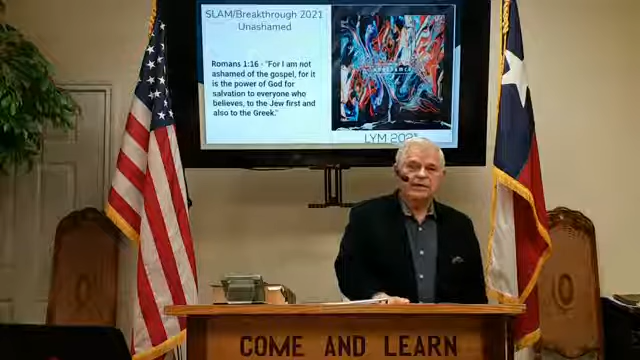 SLAM/Breakthrough 2021
Unashamed
Romans 1:16 - "For I am not
ashamed of the gospel, for it
is the power of God for
salvation to everyone who
believes, to the Jew first and
also to the Greek."
COME AND LEARN